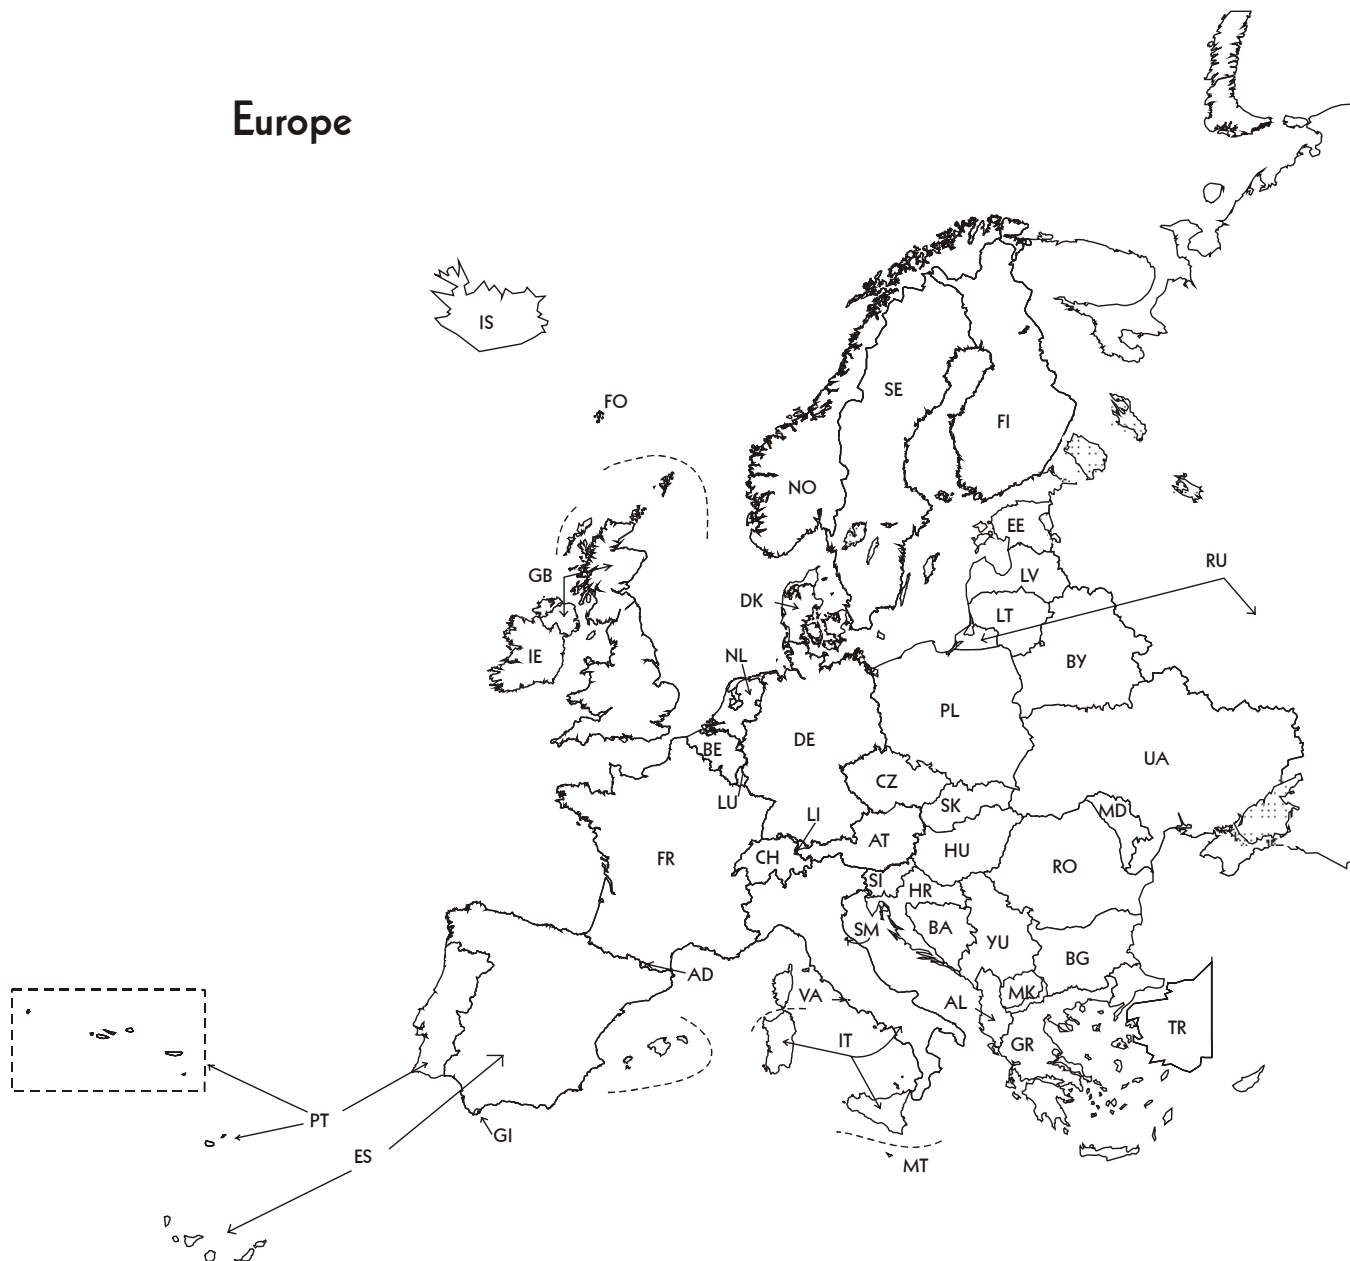 Europe
IS
FO
SE
FI
NO
EE
RU
GB
LV
DK
LT
IE
NL
BY
PL
DE
BE
UA
CZ
LU
SK
LI
MD
AT
HU
FR
CH
RO
SI
HR
SM
BA
YU
BG
AD
VA
MK
AL
TR
IT
GR
PT
GI
ES
MT